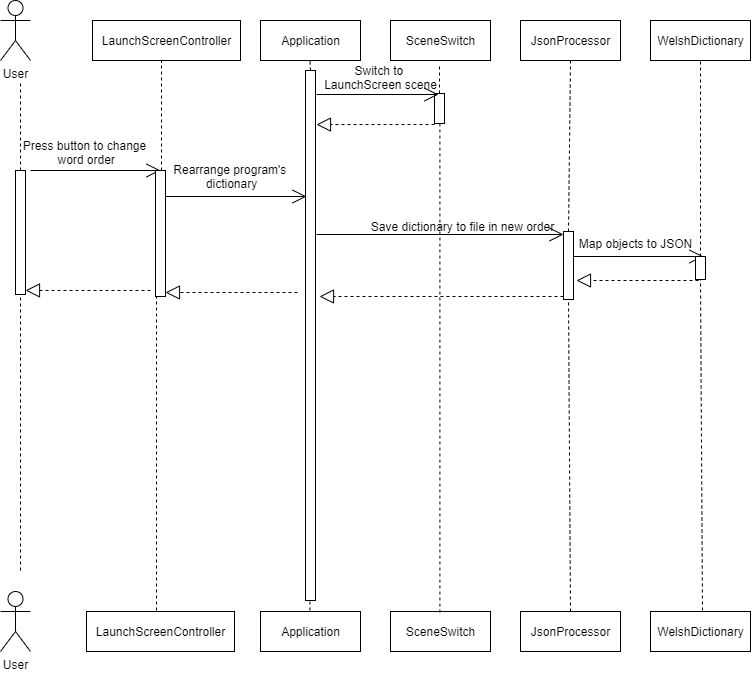 User
LaunchScreenController
Application
SceneSwitch
JsonProcessor
WelshDictionary
Switch to
LaunchScreen scene
Press button to change
word order
Rearrange program's
dictionary
Save dictionary to file in new order
Map objects to JSON
User
LaunchScreenController
Application
SceneSwitch
JsonProcessor
WelshDictionary